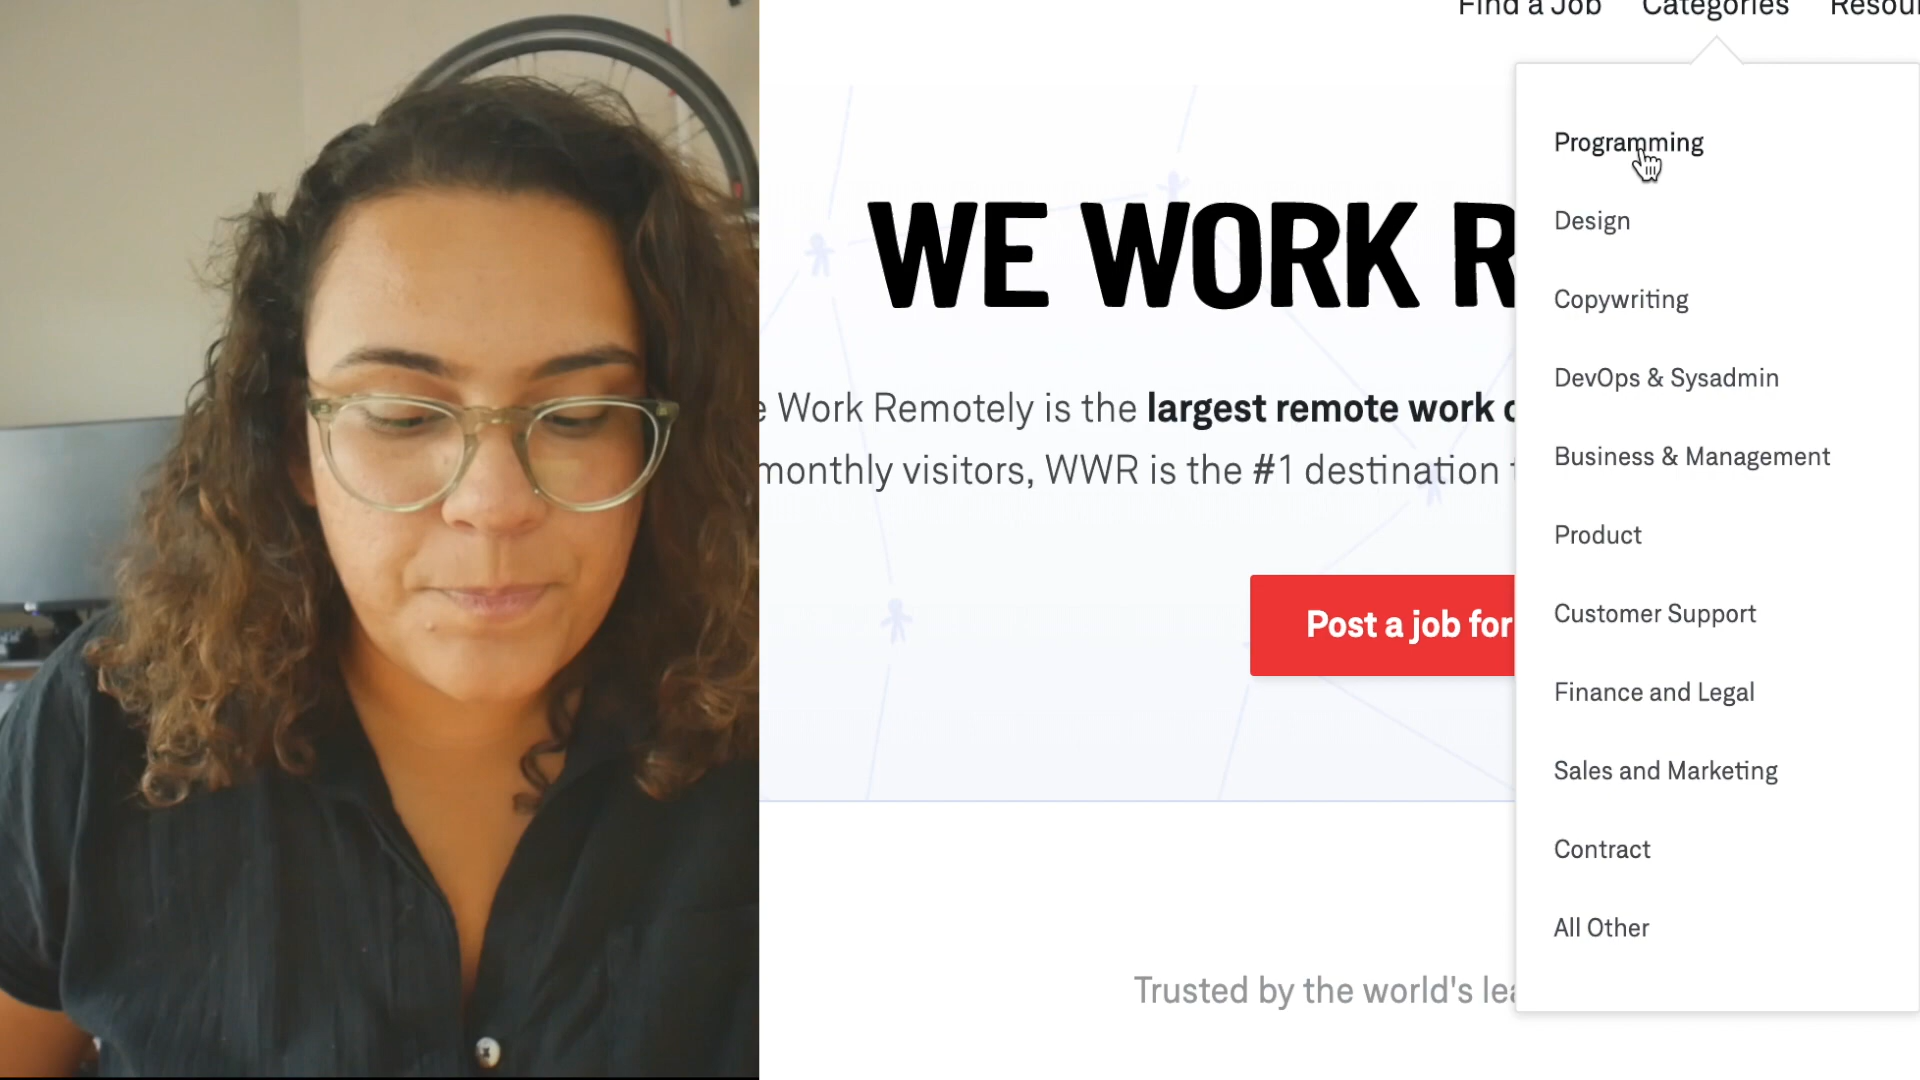 Find a Job
Categories
WE WORK
Work Remotely is the largest remote work
monthly visitors, WWR is the #1 destination
Post a job for
Trusted by the world's
Programming
Design
Copywriting
DevOps & Sysadmin
Business & Management
Product
Customer Support
Finance and Legal
Sales and Marketing
Contract
All Other